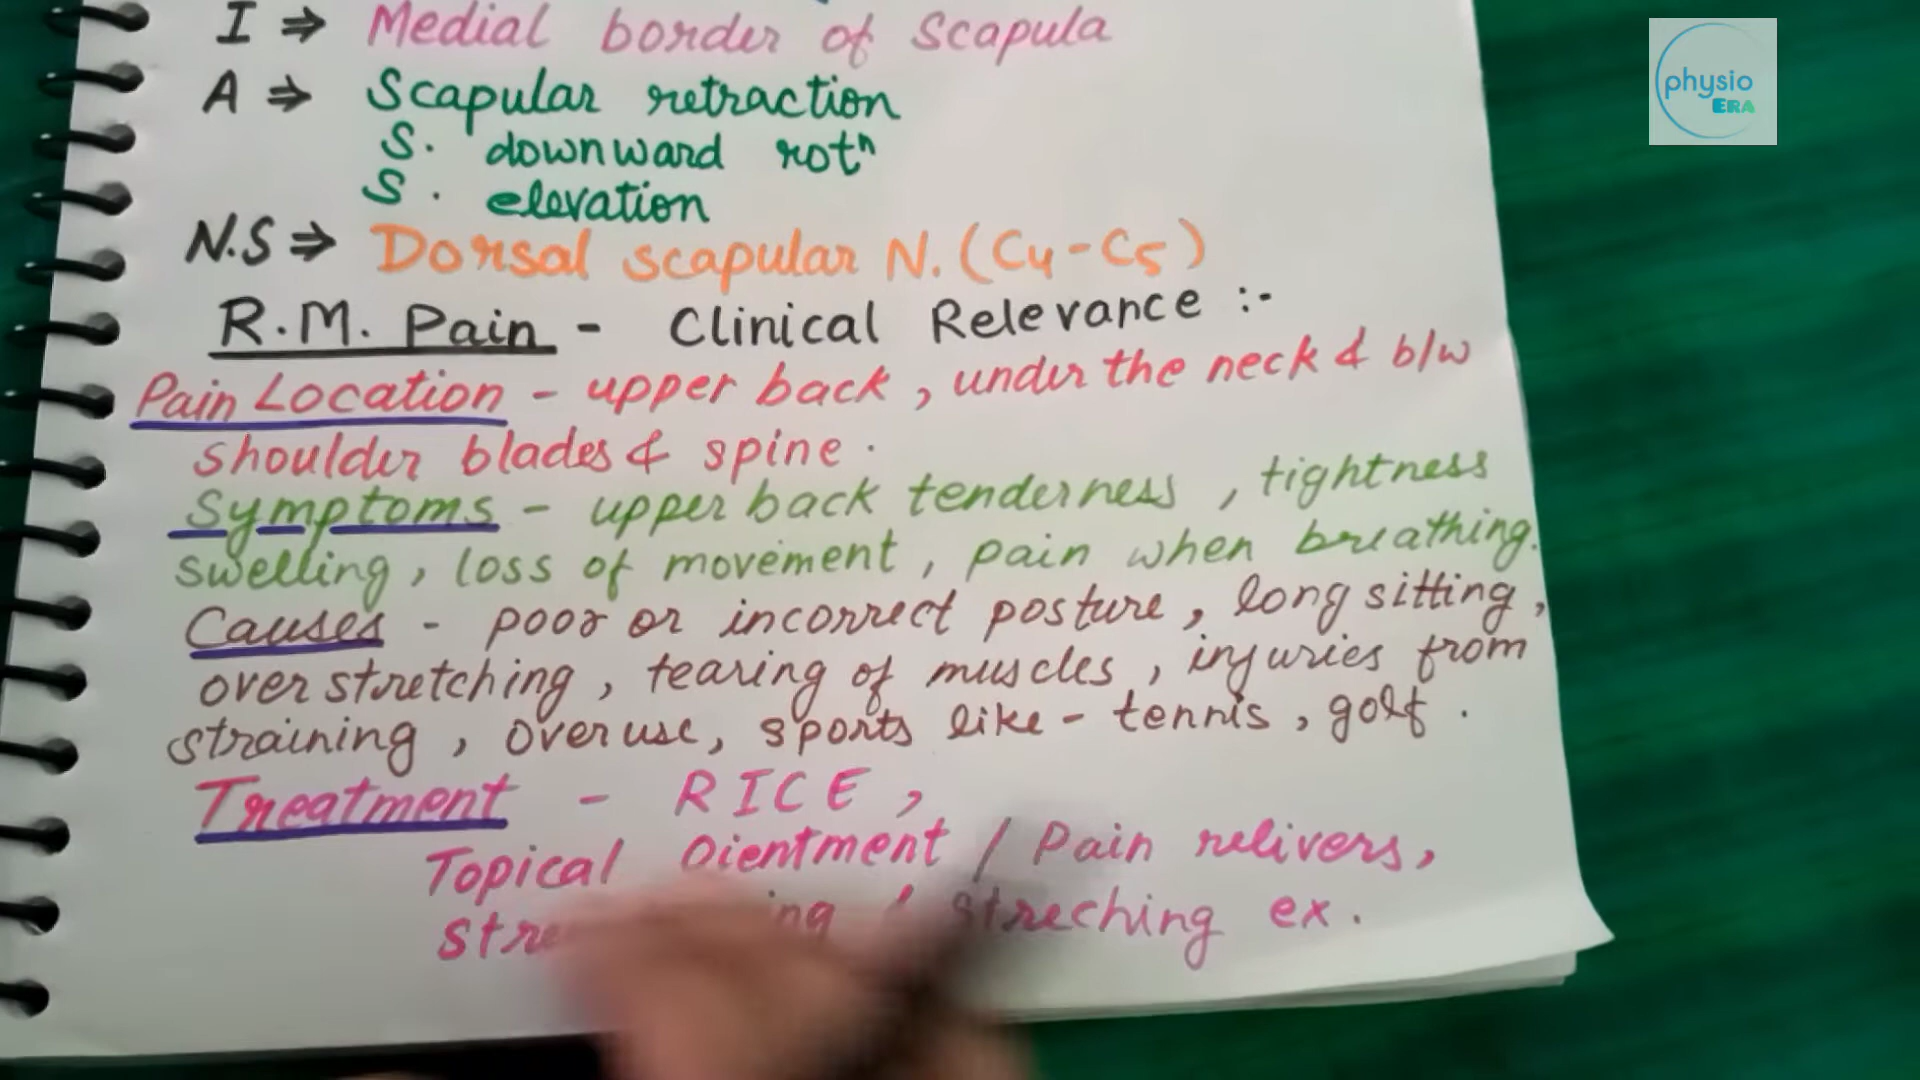 I ⇒ Medial border of Scapula
physio
ERA
A ⇒ Scapular retraction
S. downward rotⁿ
S. elevation
N.S ⇒ Dorsal scapular N. (C4-C5)
R.M. Pain - Clinical Relevance :-
Pain Location - upper back, under the neck & b/w
shoulder blades & spine.
Symptoms - upper back tenderness, tightness
swelling, loss of movement, pain when breathing.
Causes - poor or incorrect posture, long sitting,
over stretching, tearing of muscles, injuries from
straining, overuse, sports like - tennis, golf.
Treatment - RICE,
Topical Oientment / Pain relivers,
/ streching ex.